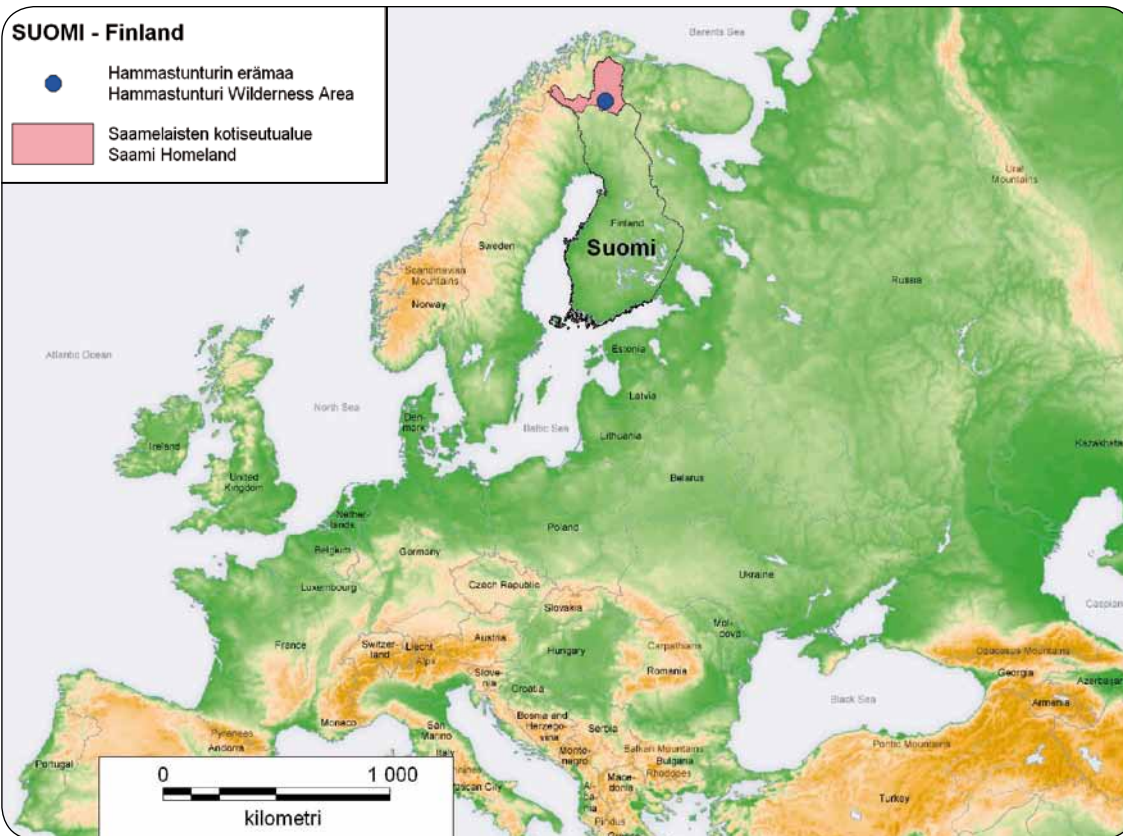 SUOMI - Finland
Hammastunturin erämaa
Hammastunturi Wilderness Area
Saamelaisten kotiseutualue
Saami Homeland
Barents Sea
Ural
Mountains
Finland
Suomi
Sweden
Scandinavian
Mountains
Norway
Russia
Atlantic Ocean
Estonia
North Sea
Latvia
Den-
mark
Baltic Sea
Lithuania
Ireland
Kazakhsta
United
Kingdom
Belarus
Nether-
lands
Poland
Belgium
Germany
Ukraine
Czech Republic
Luxembourg
Slovakia
Caspian
Mol-
dova
France
Switzer-
land
Liecht.
Alps
Austria
Hungary
Carpathians
Romania
Caucasus Mountains
Slove-
nia
Georgia
Azerbaijan
Croatia
Black Sea
Armenia
Monaco
San
Marino
Bosnia and
Herzego-
vina
Serbia
Pyrenees
Andorra
Italy
Monte-
negro
Balkan Mountains
Bulgaria
Pontic Mountains
Portugal
Rhodopes
Mace-
donia
Al-
ba-
nia
Turkey
Pindus
0
1 000
kilometri